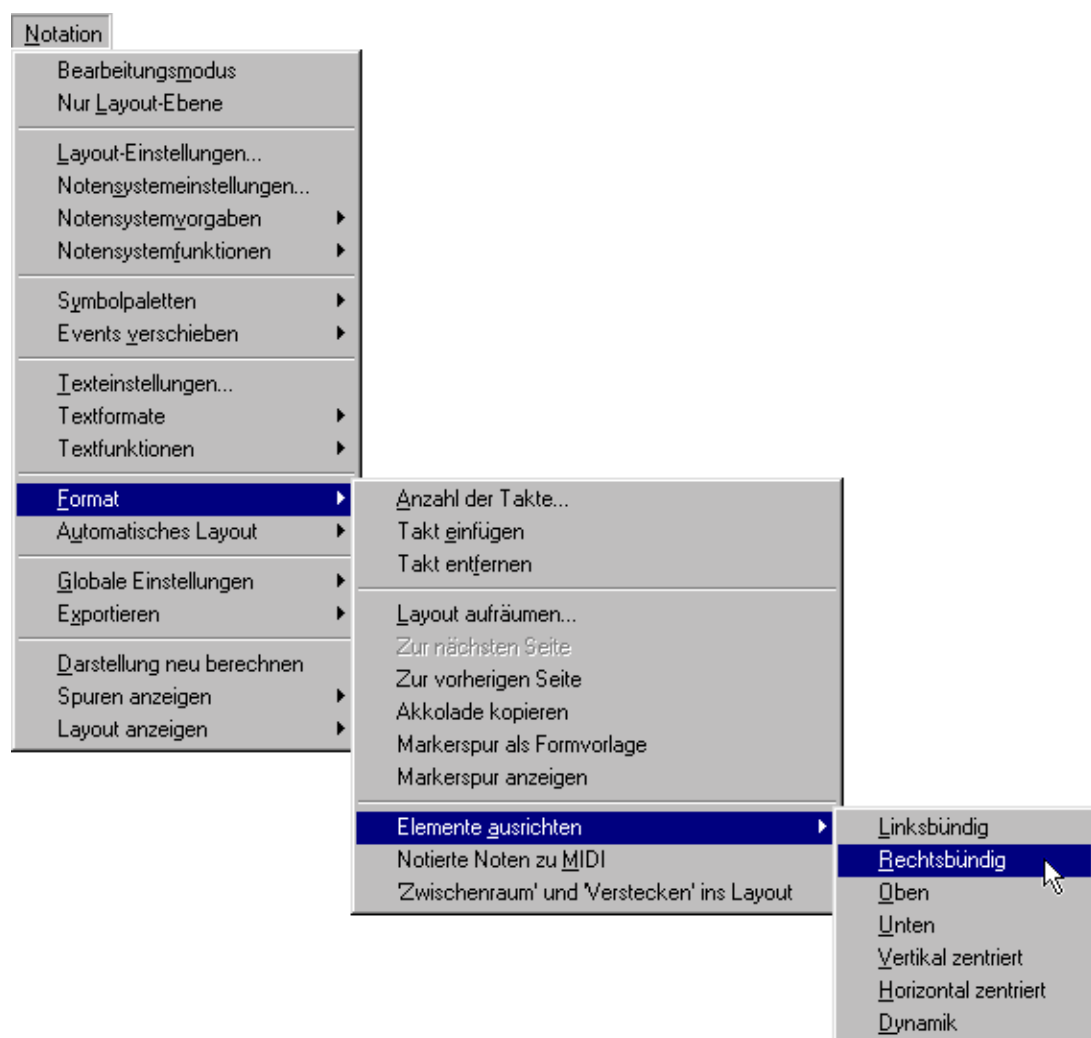 Notation
Bearbeitungsmodus
Nur Layout-Ebene
Layout-Einstellungen...
Notensystemeinstellungen...
Notensystemvorgaben
Notensystemfunktionen
Symbolpaletten
Events verschieben
Texteinstellungen...
Textformate
Textfunktionen
Format
Automatisches Layout
Globale Einstellungen
Exportieren
Darstellung neu berechnen
Spuren anzeigen
Layout anzeigen
Anzahl der Takte...
Takt einfügen
Takt entfernen
Layout aufräumen...
Zur nächsten Seite
Zur vorherigen Seite
Akkolade kopieren
Markerspur als Formvorlage
Markerspur anzeigen
Elemente ausrichten
Notierte Noten zu MIDI
'Zwischenraum' und 'Verstecken' ins Layout
Linksbündig
Rechtsbündig
Oben
Unten
Vertikal zentriert
Horizontal zentriert
Dynamik